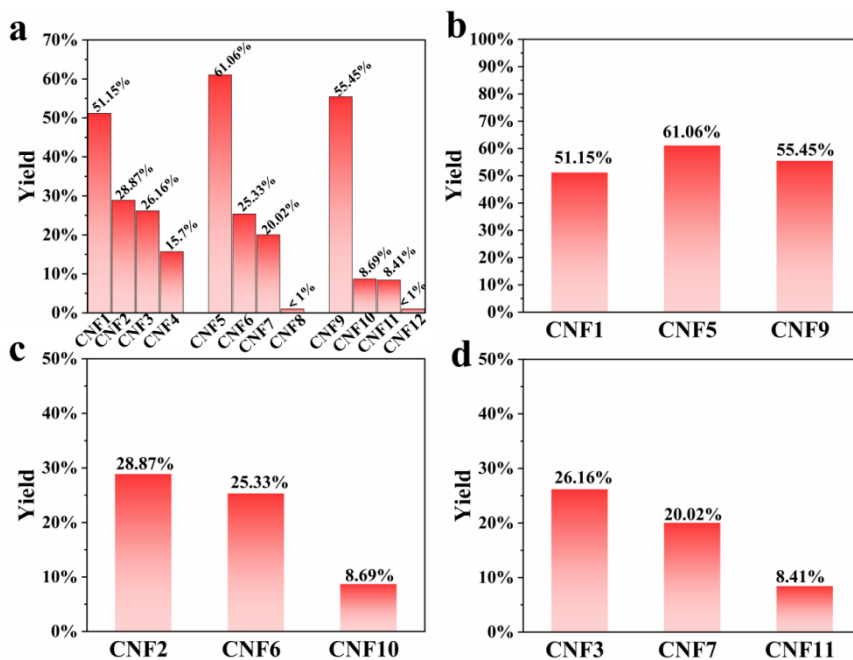 a
Yield
70%
60%
50%
40%
30%
20%
10%
0%
51.15%
28.87%
26.16%
15.7%
61.06%
25.33%
20.02%
< 1%
55.45%
8.69%
8.41%
< 1%
CNF1
CNF2
CNF3
CNF4
CNF5
CNF6
CNF7
CNF8
CNF9
CNF10
CNF11
CNF12
b
Yield
100%
90%
80%
70%
60%
50%
40%
30%
20%
10%
0%
51.15%
61.06%
55.45%
CNF1 CNF5 CNF9
c
Yield
50%
40%
30%
20%
10%
0%
28.87%
25.33%
8.69%
CNF2 CNF6 CNF10
d
Yield
50%
40%
30%
20%
10%
0%
26.16%
20.02%
8.41%
CNF3 CNF7 CNF11